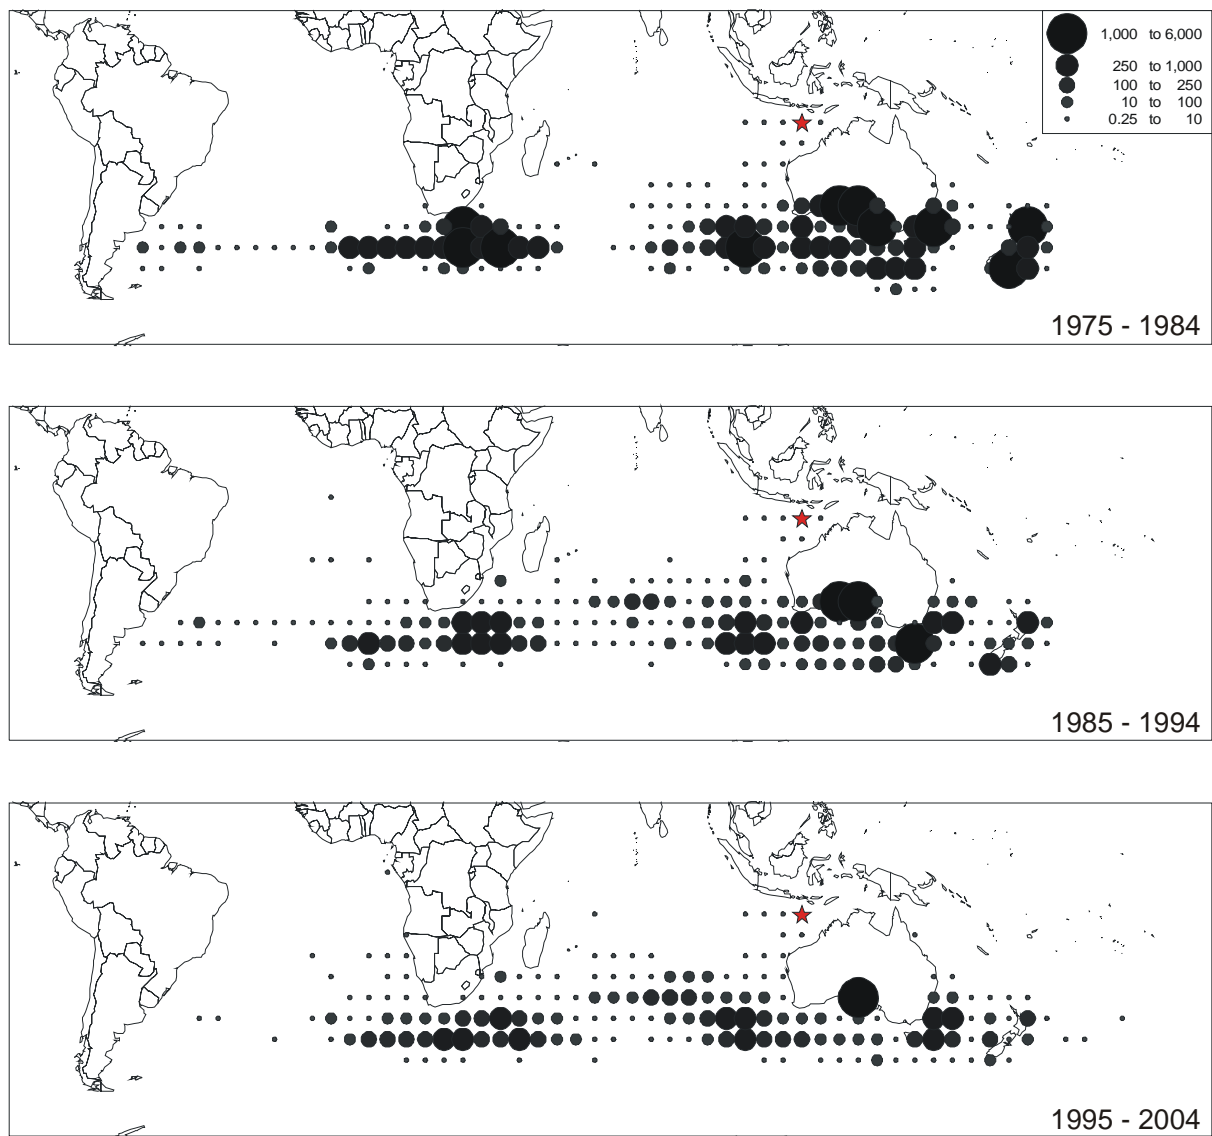 1,000 to 6,000
250 to 1,000
100 to 250
10 to 100
0.25 to 10
1975 - 1984
1985 - 1994
1995 - 2004